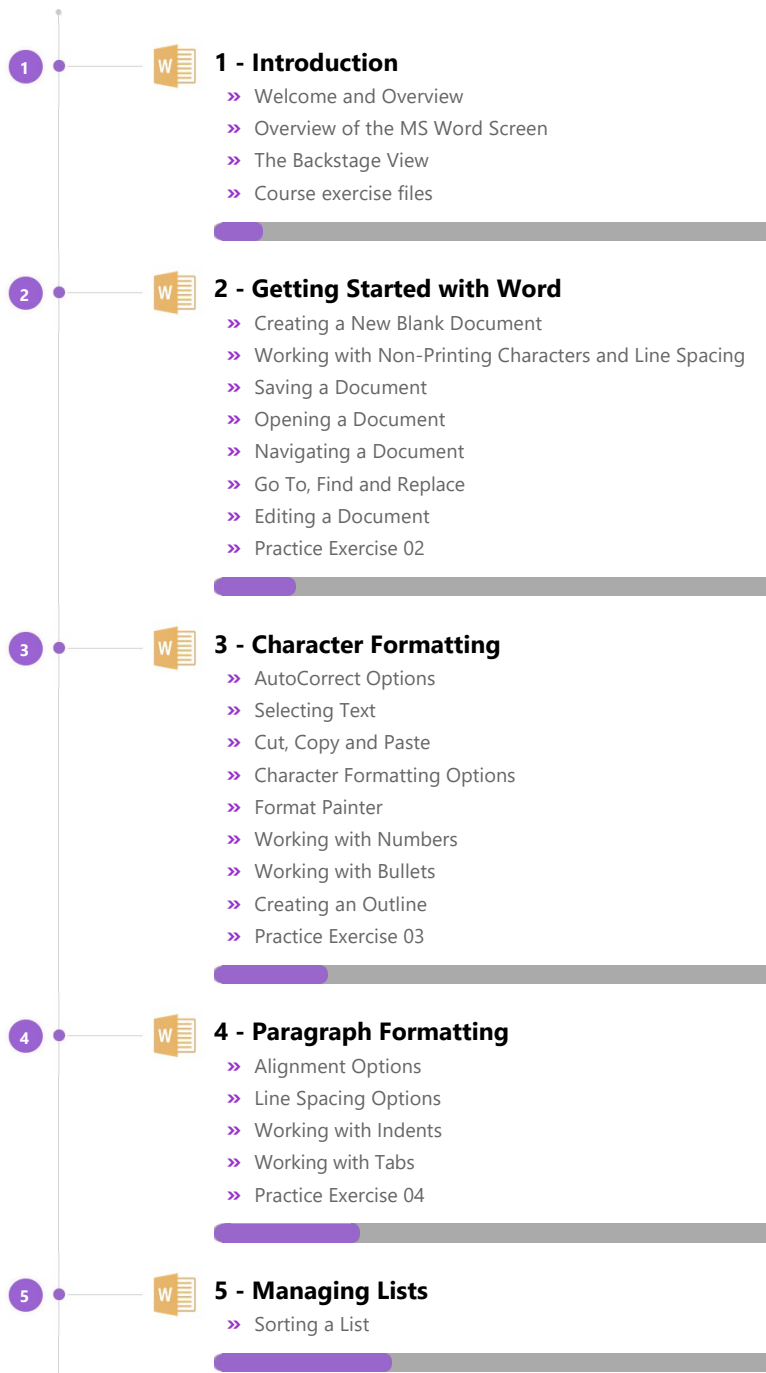 1
W
1 - Introduction
» Welcome and Overview
» Overview of the MS Word Screen
» The Backstage View
» Course exercise files
2
W
2 - Getting Started with Word
» Creating a New Blank Document
» Working with Non-Printing Characters and Line Spacing
» Saving a Document
» Opening a Document
» Navigating a Document
» Go To, Find and Replace
» Editing a Document
» Practice Exercise 02
3
W
3 - Character Formatting
» AutoCorrect Options
» Selecting Text
» Cut, Copy and Paste
» Character Formatting Options
» Format Painter
» Working with Numbers
» Working with Bullets
» Creating an Outline
» Practice Exercise 03
4
W
4 - Paragraph Formatting
» Alignment Options
» Line Spacing Options
» Working with Indents
» Working with Tabs
» Practice Exercise 04
5
W
5 - Managing Lists
» Sorting a List